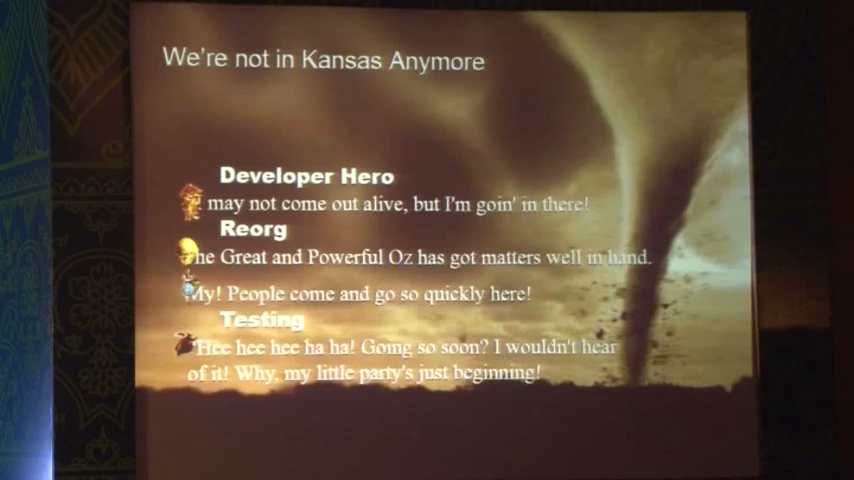 We're not in Kansas Anymore
Developer Hero
may not come out alive, but I'm goin' in there!
Reorg
The Great and Powerful Oz has got matters well in hand.
My! People come and go so quickly here!
Testing
Hee hee hee ha ha! Going so soon? I wouldn't hear
of it! Why, my little party's just beginning!